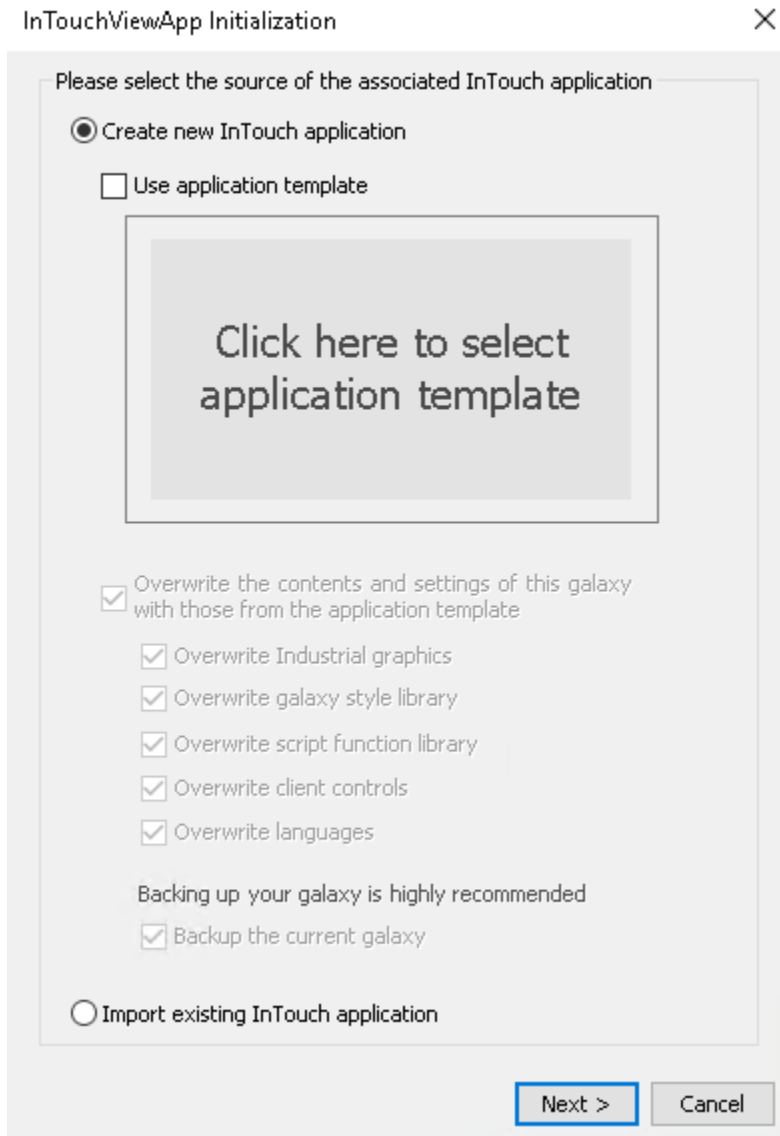 InTouchViewApp Initialization
Please select the source of the associated InTouch application
Create new InTouch application
Use application template
Click here to select
application template
Overwrite the contents and settings of this galaxy
with those from the application template
Overwrite Industrial graphics
Overwrite galaxy style library
Overwrite script function library
Overwrite client controls
Overwrite languages
Backing up your galaxy is highly recommended
Backup the current galaxy
Import existing InTouch application
Next >
Cancel